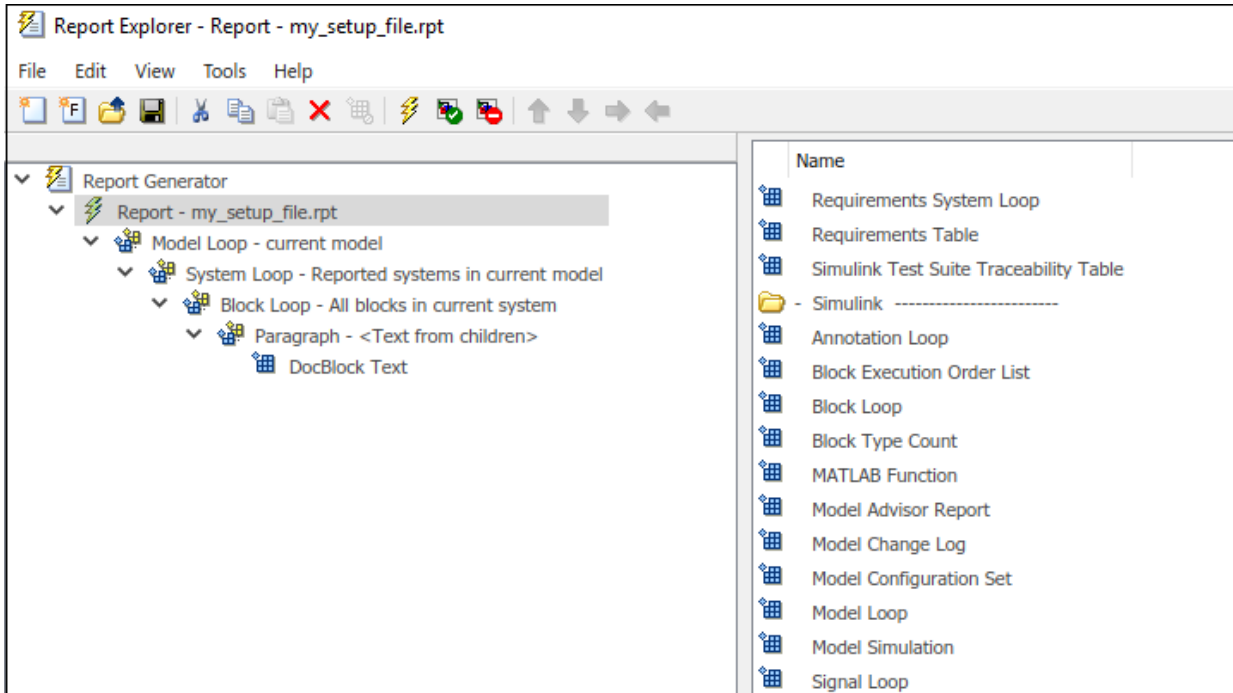 Report Explorer - Report - my_setup_file.rpt
File Edit View Tools Help
F
Report Generator
Report - my_setup_file.rpt
Model Loop - current model
System Loop - Reported systems in current model
Block Loop - All blocks in current system
Paragraph - <Text from children>
DocBlock Text
Name
Requirements System Loop
Requirements Table
Simulink Test Suite Traceability Table
- Simulink ------------------------
Annotation Loop
Block Execution Order List
Block Loop
Block Type Count
MATLAB Function
Model Advisor Report
Model Change Log
Model Configuration Set
Model Loop
Model Simulation
Signal Loop